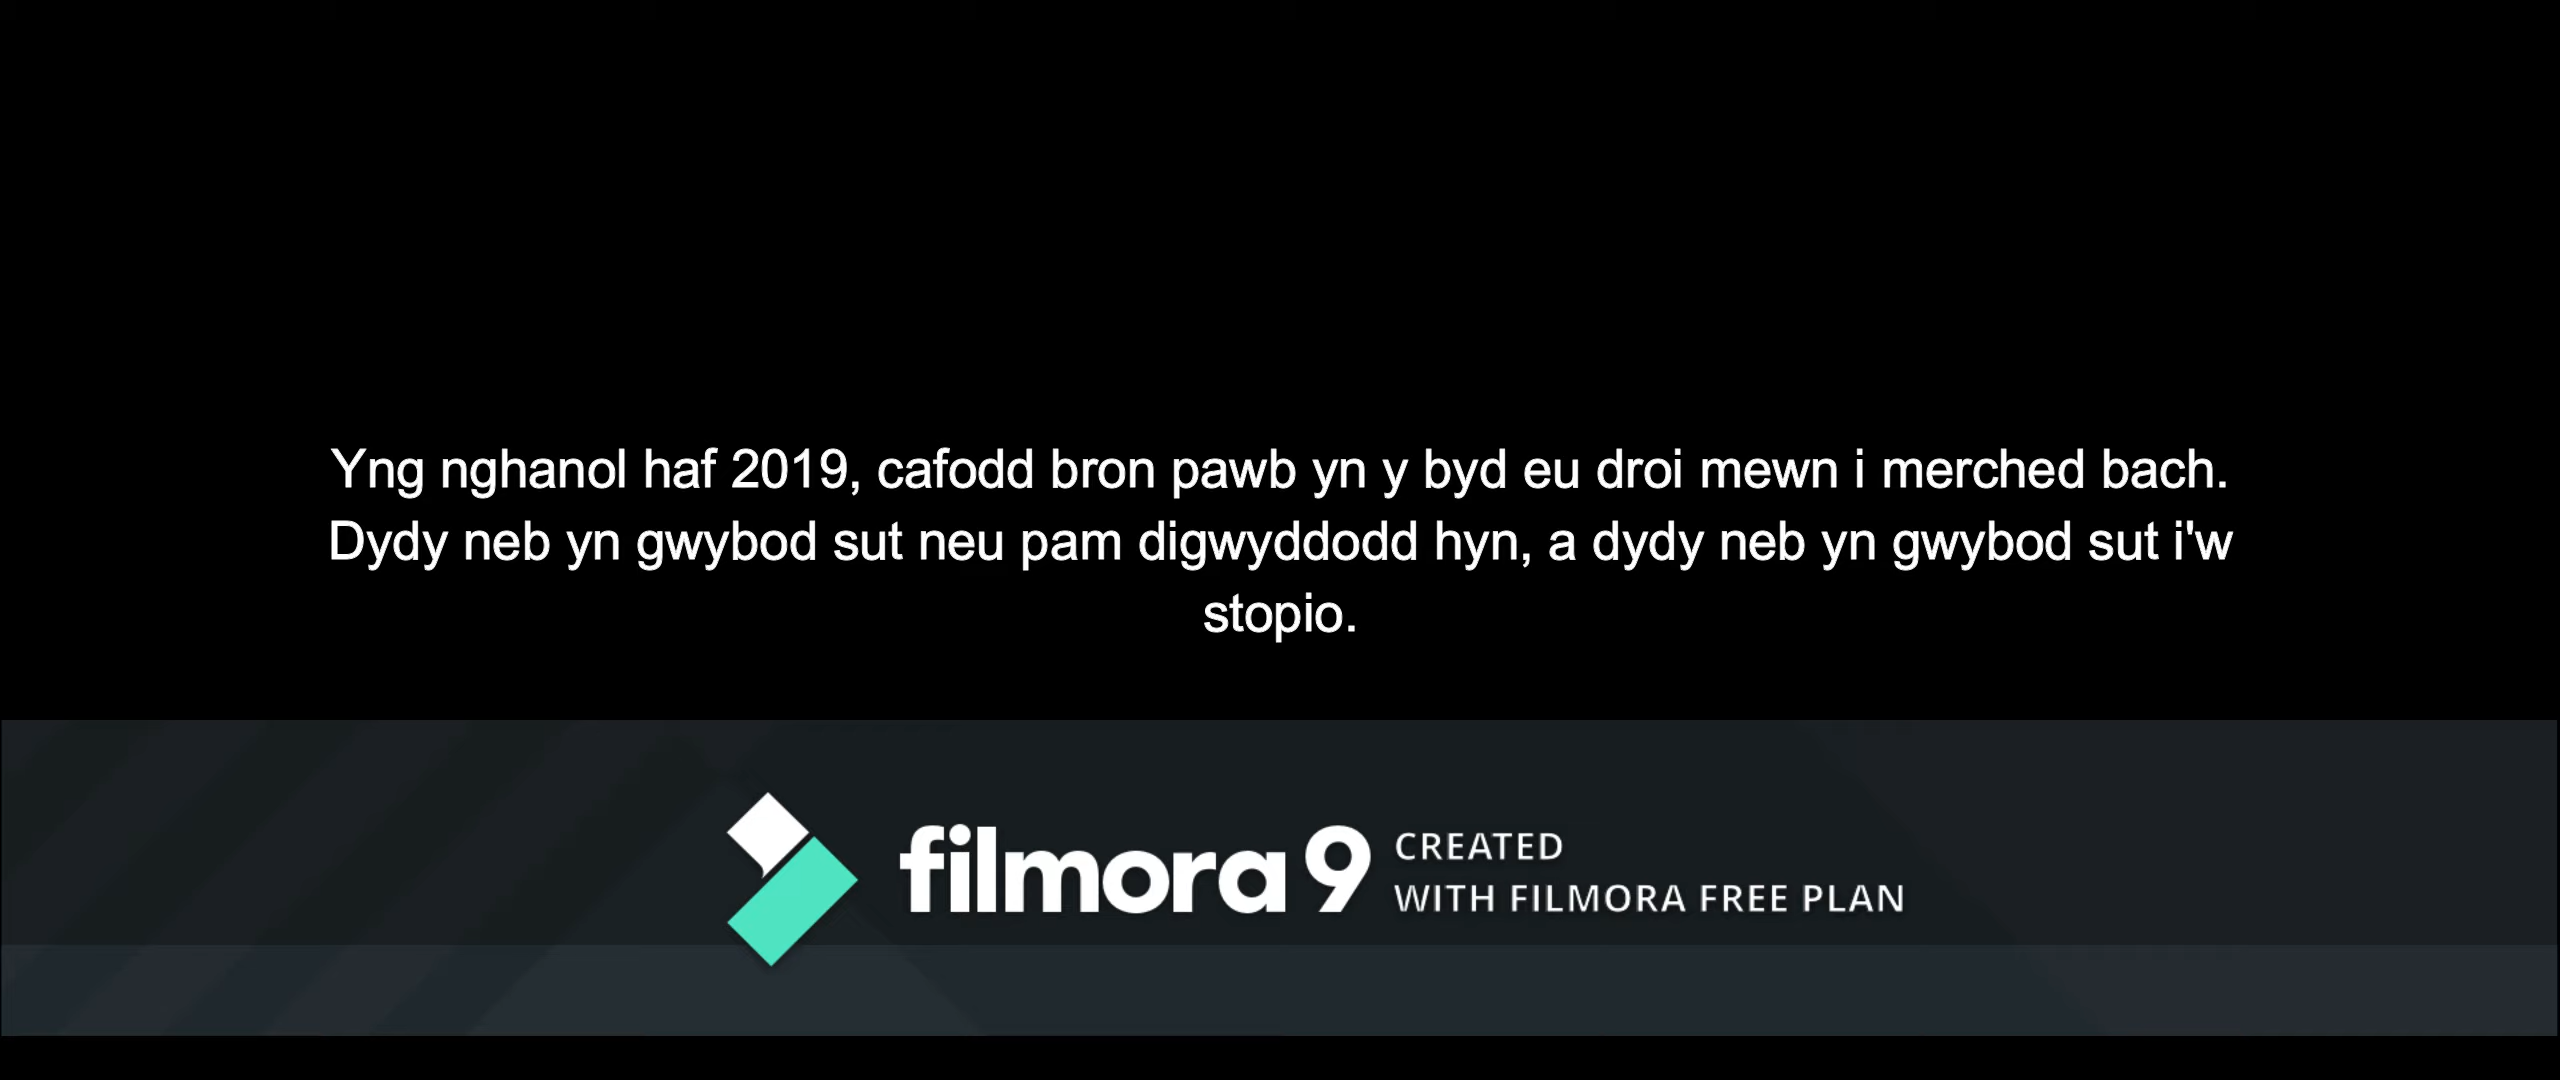 Yng nghanol haf 2019, cafodd bron pawb yn y byd eu droi mewn i merched bach.
Dydy neb yn gwybod sut neu pam digwyddodd hyn, a dydy neb yn gwybod sut i'w
stopio.
filmora 9
CREATED
WITH FILMORA FREE PLAN